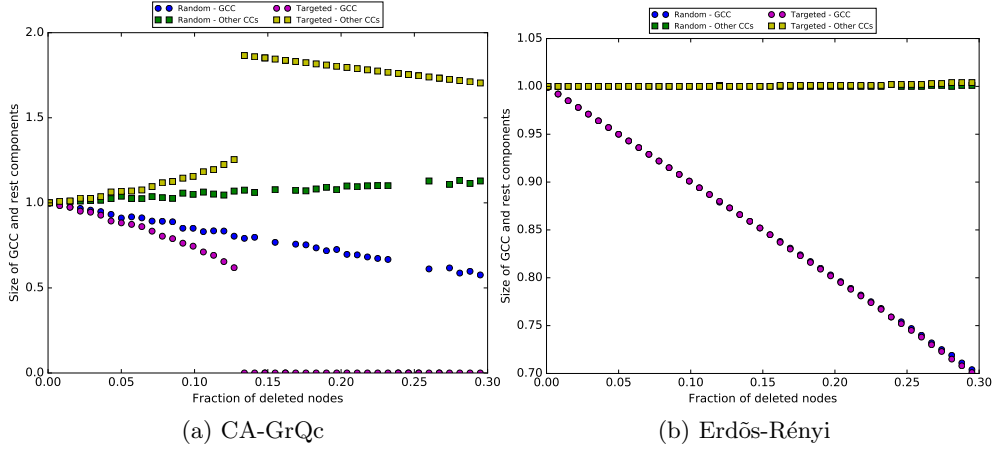 Random - GCC Targeted - GCC
Random - Other CCs Targeted - Other CCs
2.0
1.5
1.0
0.5
0.0
Size of GCC and rest components
0.00 0.05 0.10 0.15 0.20 0.25 0.30
Fraction of deleted nodes
(a) CA-GrQc
Random - GCC Targeted - GCC
Random - Other CCs Targeted - Other CCs
1.05
1.00
0.95
0.90
0.85
0.80
0.75
0.70
Size of GCC and rest components
0.00 0.05 0.10 0.15 0.20 0.25 0.30
Fraction of deleted nodes
(b) Erdõs-Rényi